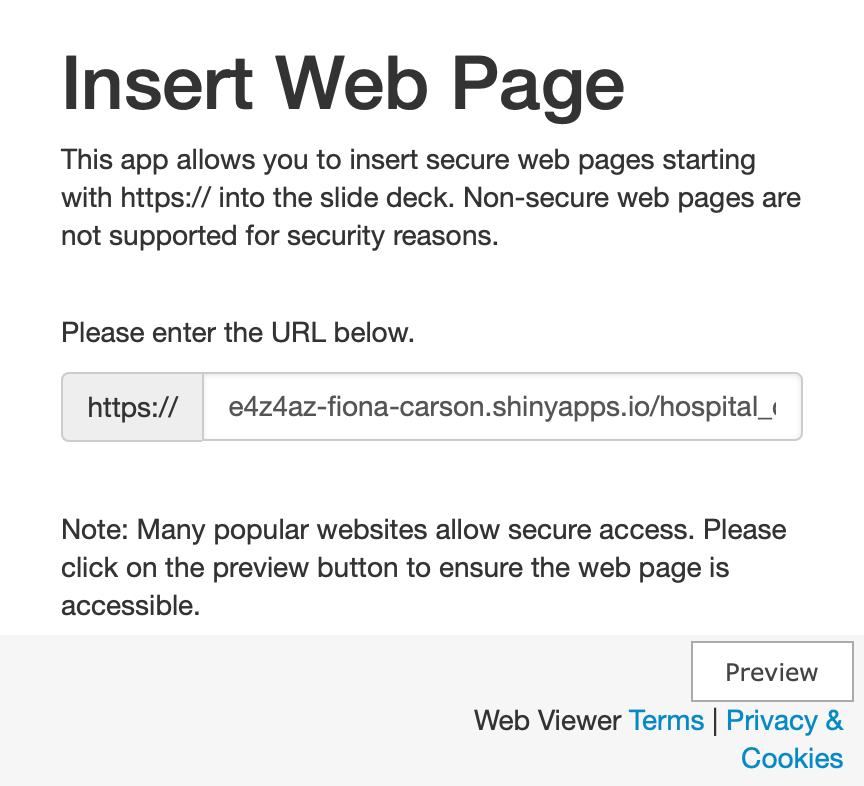 Insert Web Page
This app allows you to insert secure web pages starting
with https:// into the slide deck. Non-secure web pages are
not supported for security reasons.
Please enter the URL below.
https:// e4z4az-fiona-carson.shinyapps.io/hospital_
Note: Many popular websites allow secure access. Please
click on the preview button to ensure the web page is
accessible.
Preview
Web Viewer Terms | Privacy &
Cookies